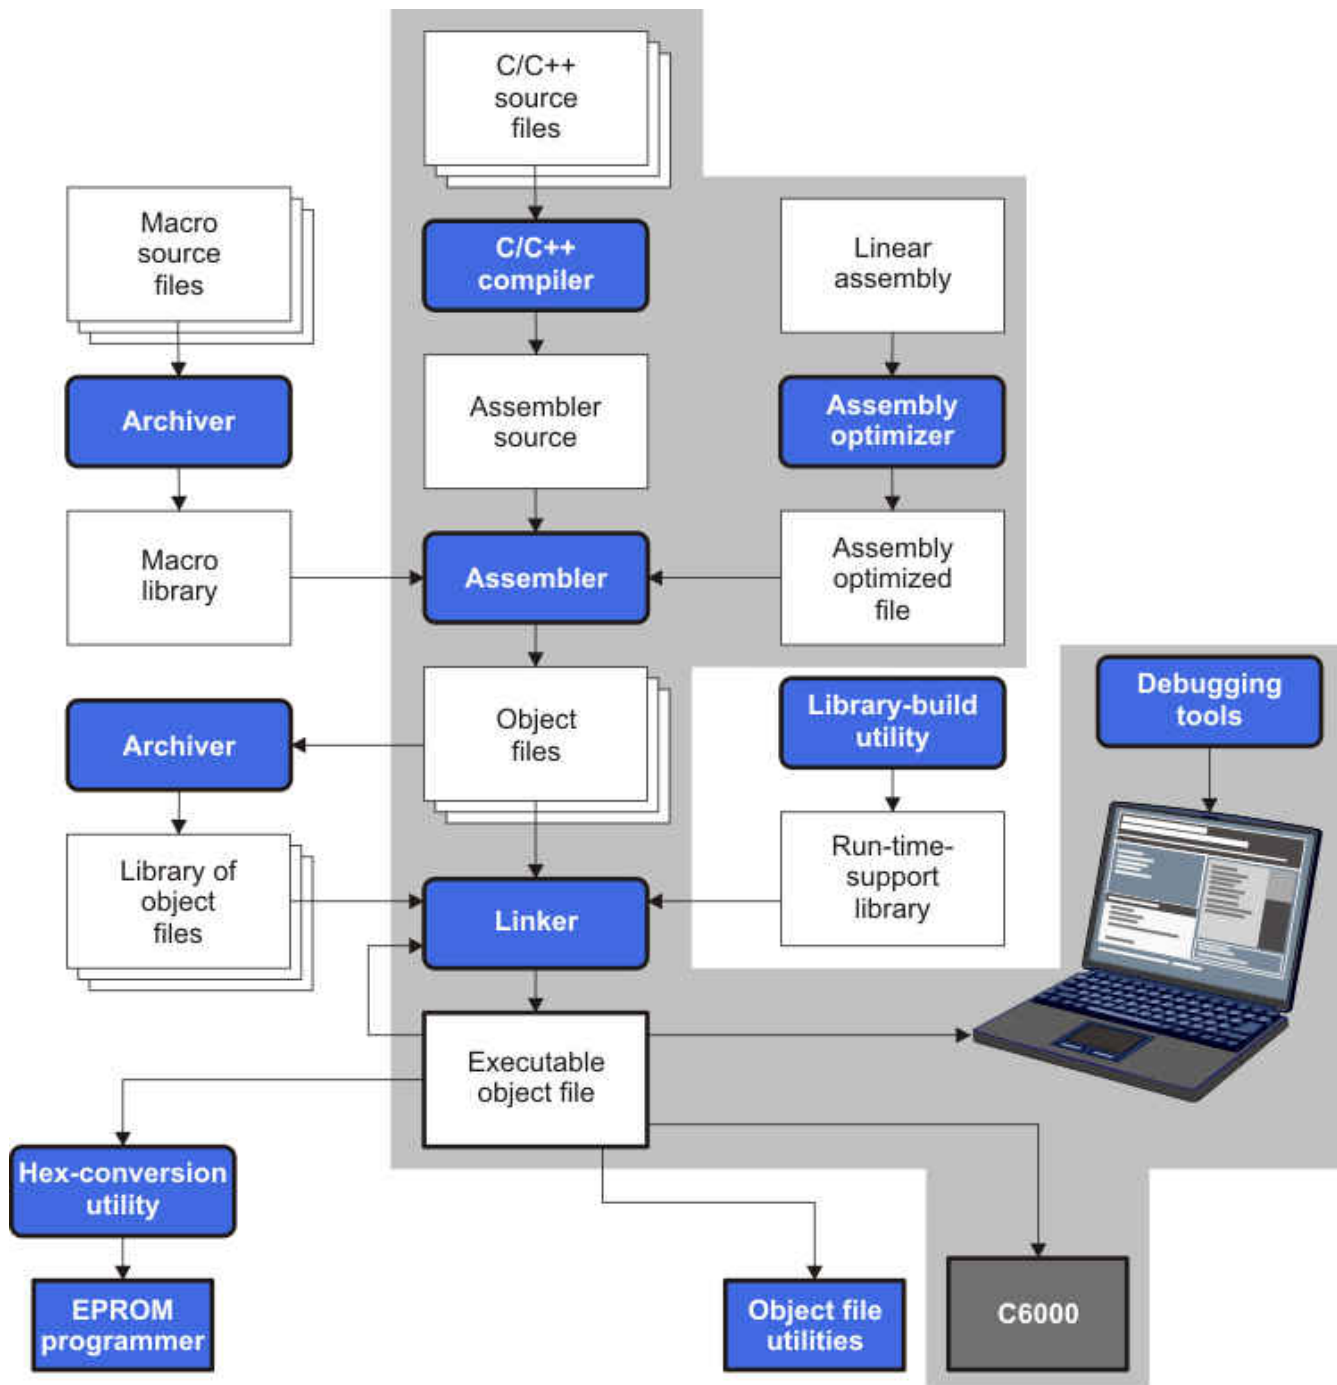 C/C++
source
files
Macro
source
files
C/C++
compiler
Linear
assembly
Archiver
Assembler
source
Assembly
optimizer
Macro
library
Assembler
Assembly
optimized
file
Archiver
Object
files
Library-build
utility
Debugging
tools
Library of
object
files
Linker
Run-time-
support
library
Executable
object file
Hex-conversion
utility
EPROM
programmer
Object file
utilities
C6000